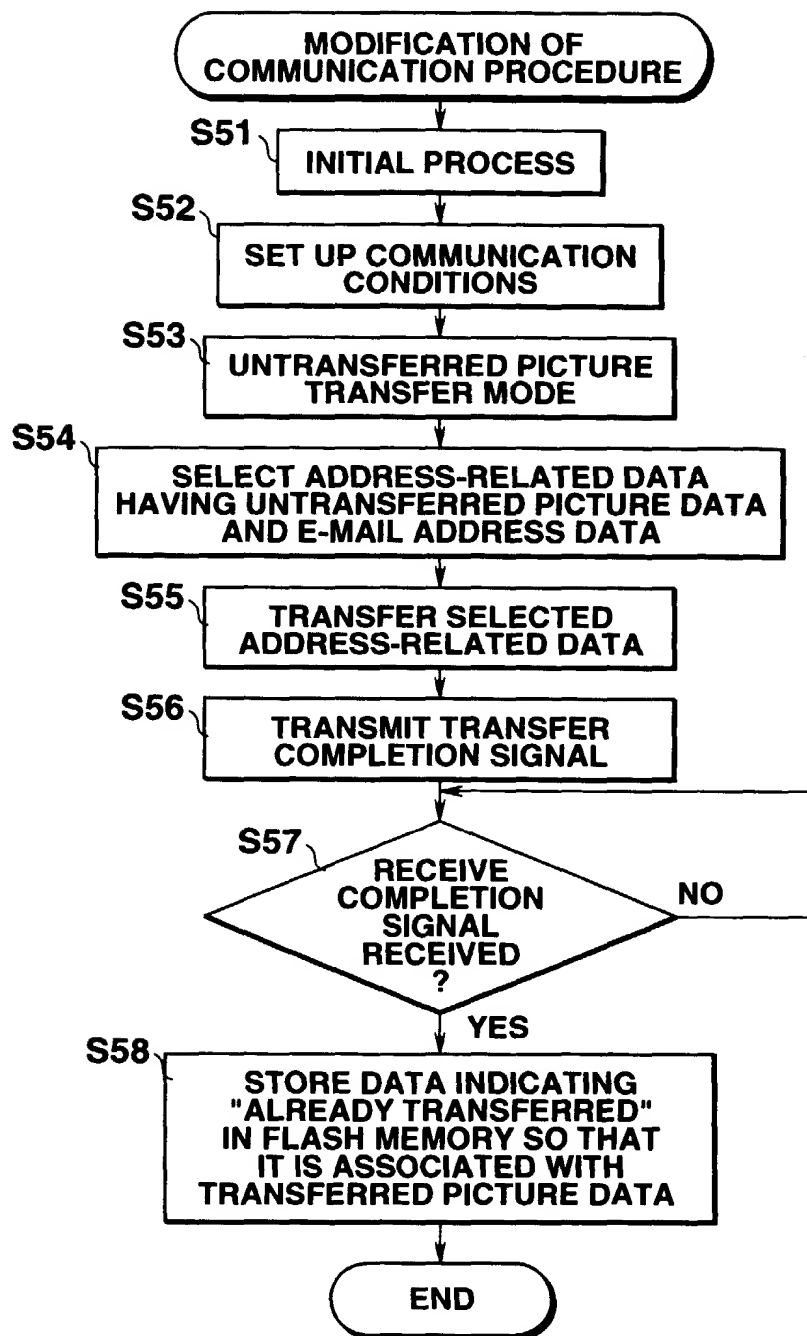 MODIFICATION OF
COMMUNICATION PROCEDURE
S51
INITIAL PROCESS
S52
SET UP COMMUNICATION
CONDITIONS
S53
UNTRANSFERRED PICTURE
TRANSFER MODE
S54
SELECT ADDRESS-RELATED DATA
HAVING UNTRANSFERRED PICTURE DATA
AND E-MAIL ADDRESS DATA
S55
TRANSFER SELECTED
ADDRESS-RELATED DATA
S56
TRANSMIT TRANSFER
COMPLETION SIGNAL
S57
RECEIVE
COMPLETION
SIGNAL
RECEIVED
?
NO
YES
S58
STORE DATA INDICATING
"ALREADY TRANSFERRED"
IN FLASH MEMORY SO THAT
IT IS ASSOCIATED WITH
TRANSFERRED PICTURE DATA
END